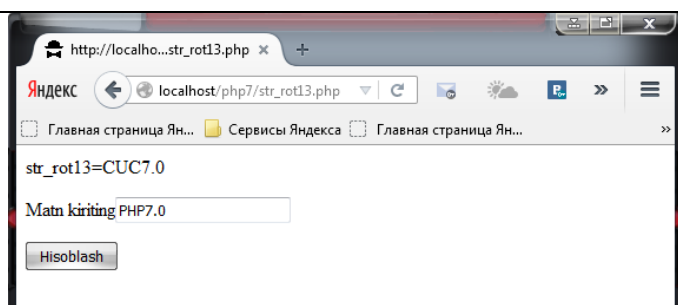 http://localho...str_rot13.php × +
Яндекс localhost/php7/str_rot13.php
Главная страница Ян... Сервисы Яндекса Главная страница Ян... »
str_rot13=CUC7.0
Matn kiriting PHP7.0
Hisoblash